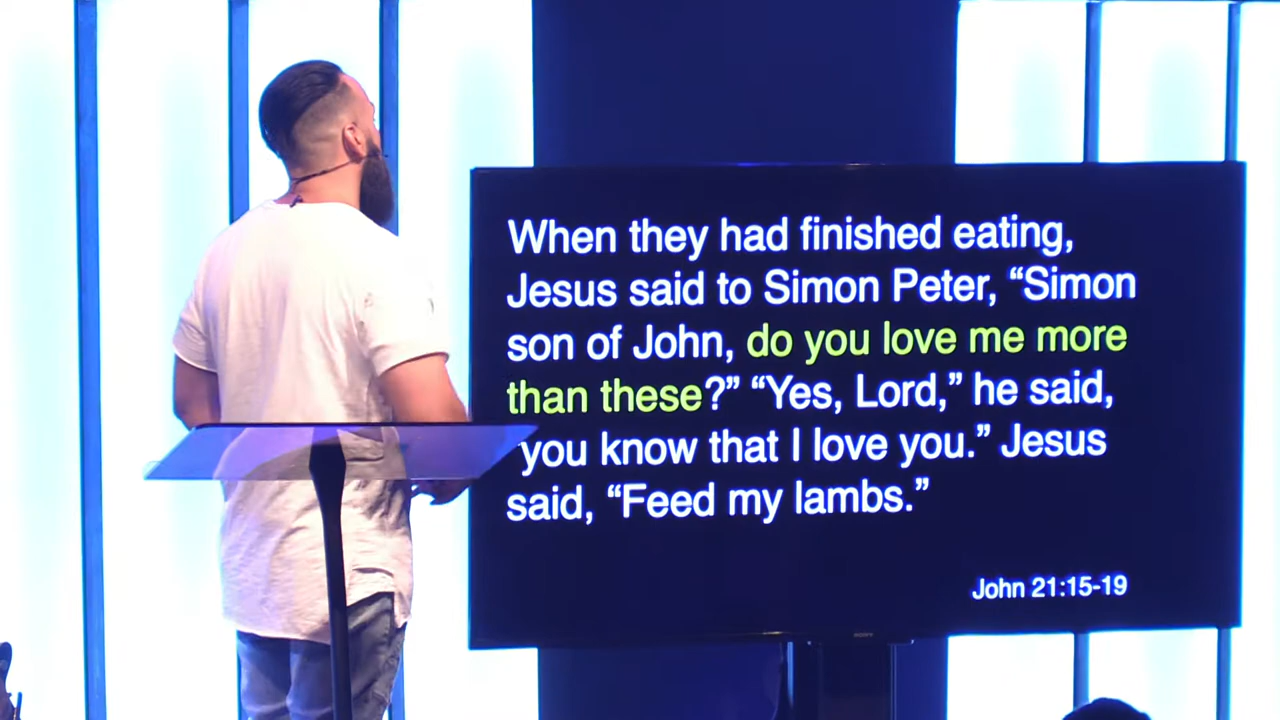 When they had finished eating,
Jesus said to Simon Peter, “Simon
son of John, do you love me more
than these?” “Yes, Lord,” he said,
“you know that I love you.” Jesus
said, “Feed my lambs.”
John 21:15-19